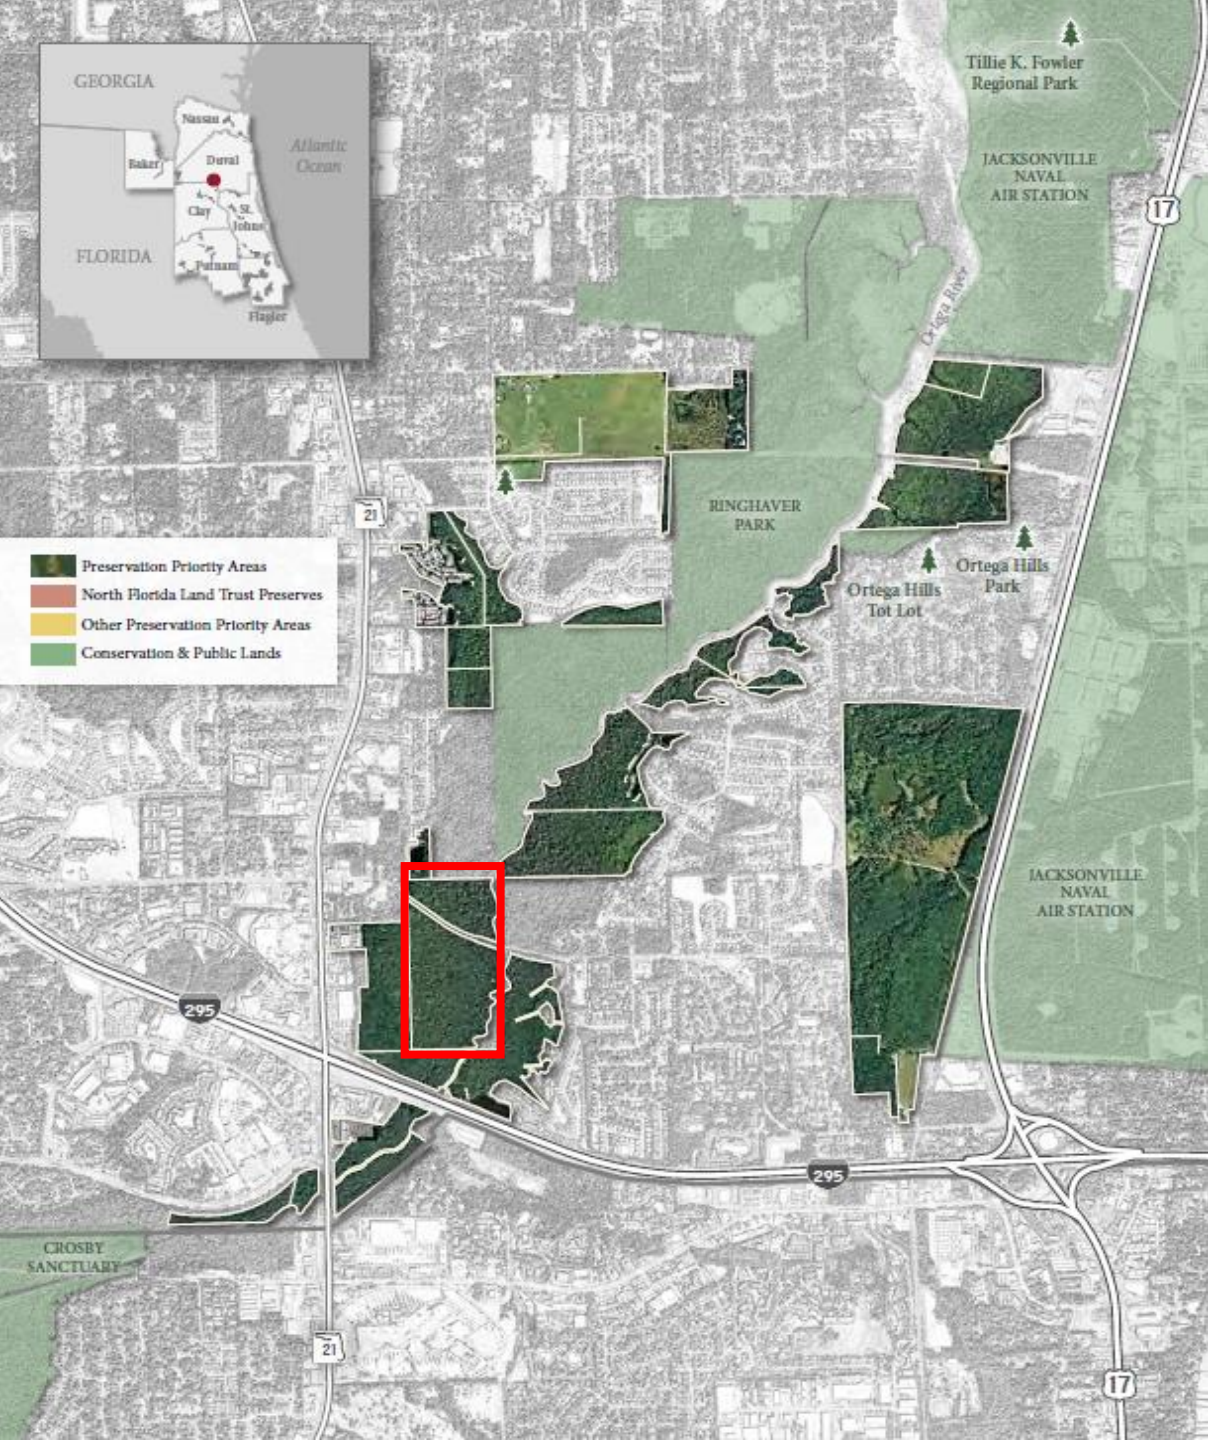 GEORGIA
Nassau
Baker
Duval
Atlantic
Ocean
Clay
St.
Johns
FLORIDA
Putnam
Flagler
Tillie K. Fowler
Regional Park
JACKSONVILLE
NAVAL
AIR STATION
17
Ortega River
21
RINGHAVER
PARK
Ortega Hills
Park
Ortega Hills
Tot Lot
Preservation Priority Areas
North Florida Land Trust Preserves
Other Preservation Priority Areas
Conservation & Public Lands
JACKSONVILLE
NAVAL
AIR STATION
295
295
CROSBY
SANCTUARY
21
17